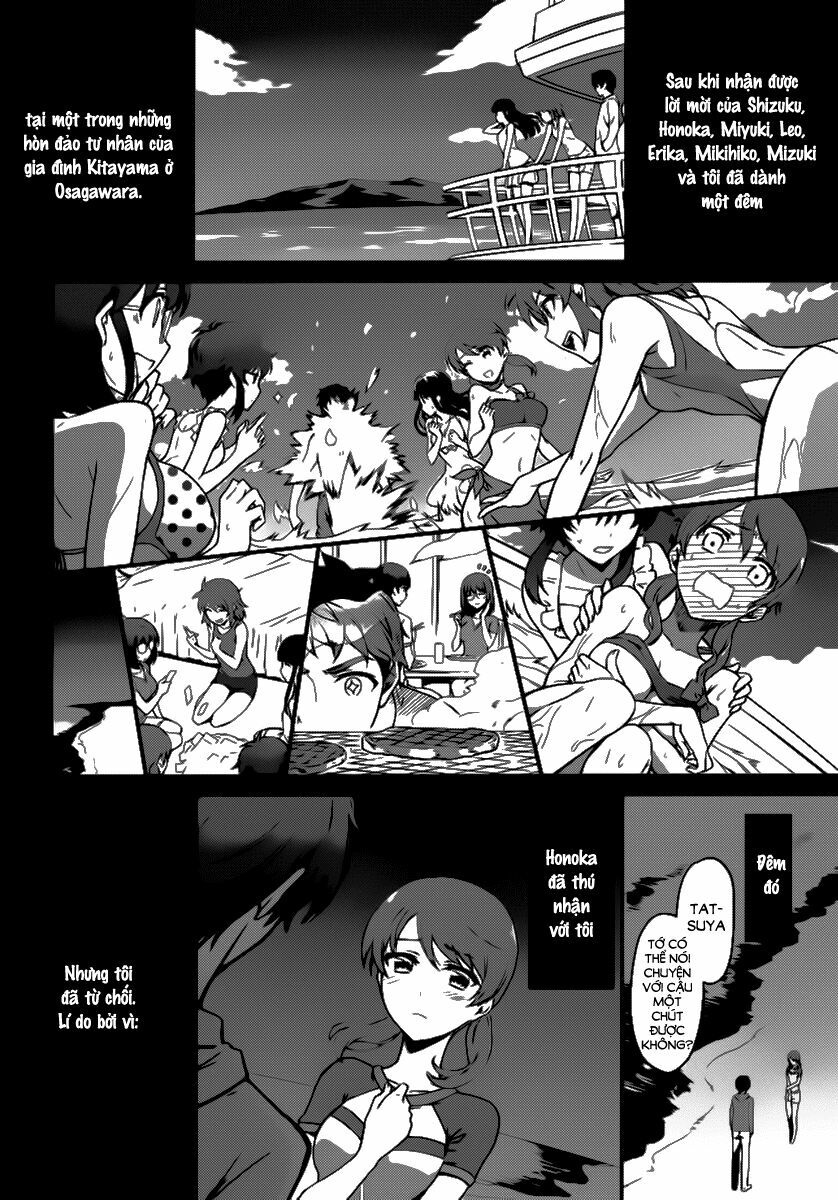 Sau khi nhận được
lời mời của Shizuku,
Honoka, Miyuki, Leo,
Erika, Mikihiko, Mizuki
và tôi đã dành
một đêm
tại một trong những
hòn đảo tư nhân của
gia đình Kitayama ở
Osagawara.
Đêm
đó
TAT-
SUYA
TỚ CÓ
THỂ NÓI
CHUYỆN
VỚI CẬU
MỘT
CHÚT
ĐƯỢC
KHÔNG?
Honoka
đã thú
nhận
với tôi
Nhưng tôi
đã từ chối.
Lí do bởi vì: